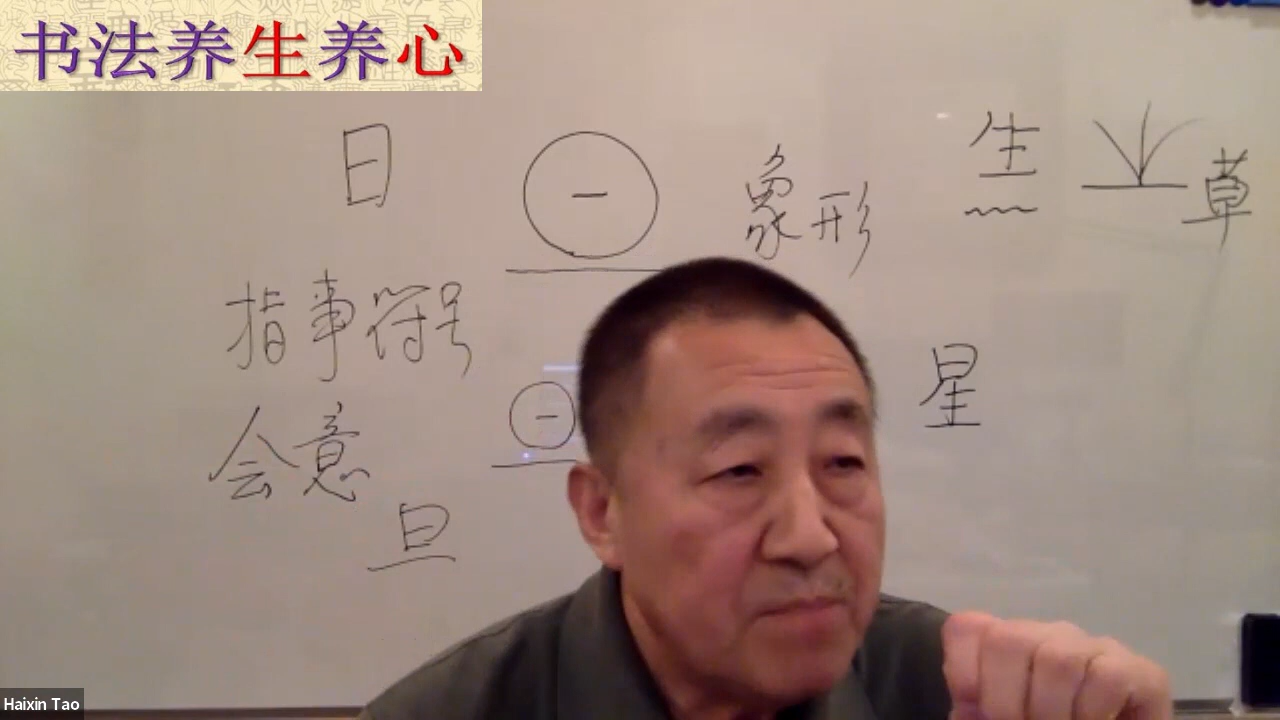 书法养生养心
日 象形 生 草
指事符号
会意 星
旦
Haixin Tao